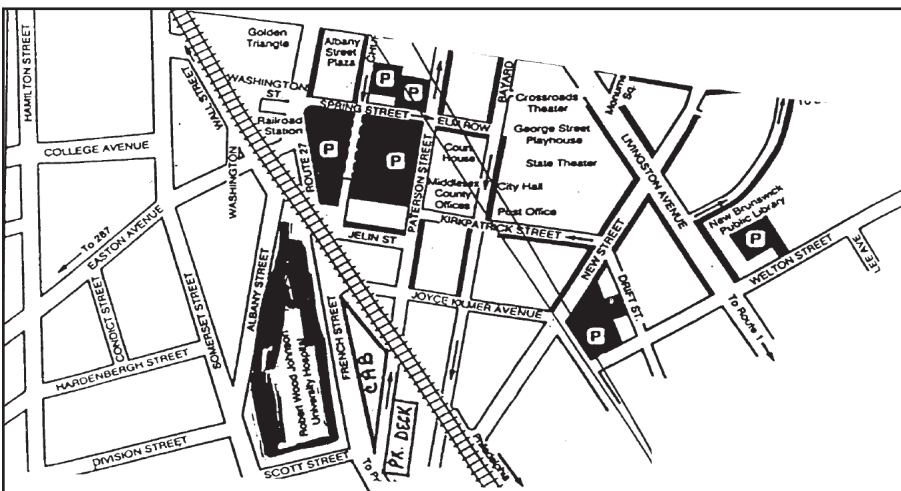 HAMILTON STREET
Golden
Triangle
Albany
Street
Plaza
WALL STREET
WASHINGTON
ST
SPRING STREET
ELM ROW
BAYARD
P
P
P
P
Railroad
Station
ROUTE 27
PATERSON STREET
Court
House
Middlesex
County
Offices
Crossroads
Theater
George Street
Playhouse
State Theater
City Hall
Post Office
Monument
Sq.
LIVINGSTON AVENUE
COLLEGE AVENUE
WASHINGTON
To 287
EASTON AVENUE
JELIN ST
KIRKPATRICK STREET
NEW STREET
New Brunswick
Public Library
P
WELTON STREET
LEE AVE
CONDICT STREET
SOMERSET STREET
ALBANY STREET
FRENCH STREET
JOYCE KILMER AVENUE
DRIFT ST.
P
To Route 1
HARDENBERGH STREET
Robert Wood Johnson
University Hospital
CAB
PK. DECK
DIVISION STREET
SCOTT STREET
Philadelphia